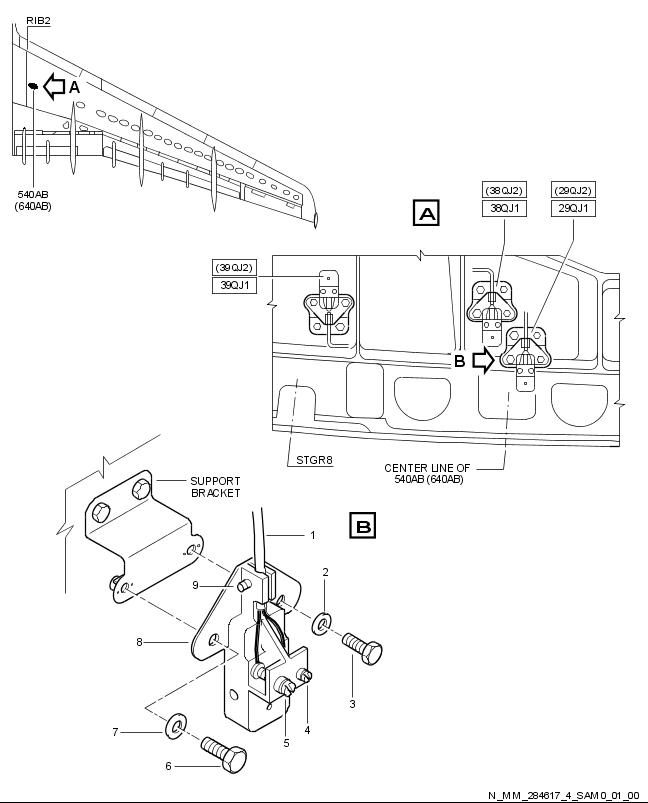 RIB2
A
540AB
(640AB)
A
(38QJ2)
38QJ1
(29QJ2)
29QJ1
(39QJ2)
39QJ1
B
STGR8
CENTER LINE OF
540AB (640AB)
SUPPORT
BRACKET
B
1
2
9
8
3
4
5
7
6
N_MM_284617_4_SAM0_01_00